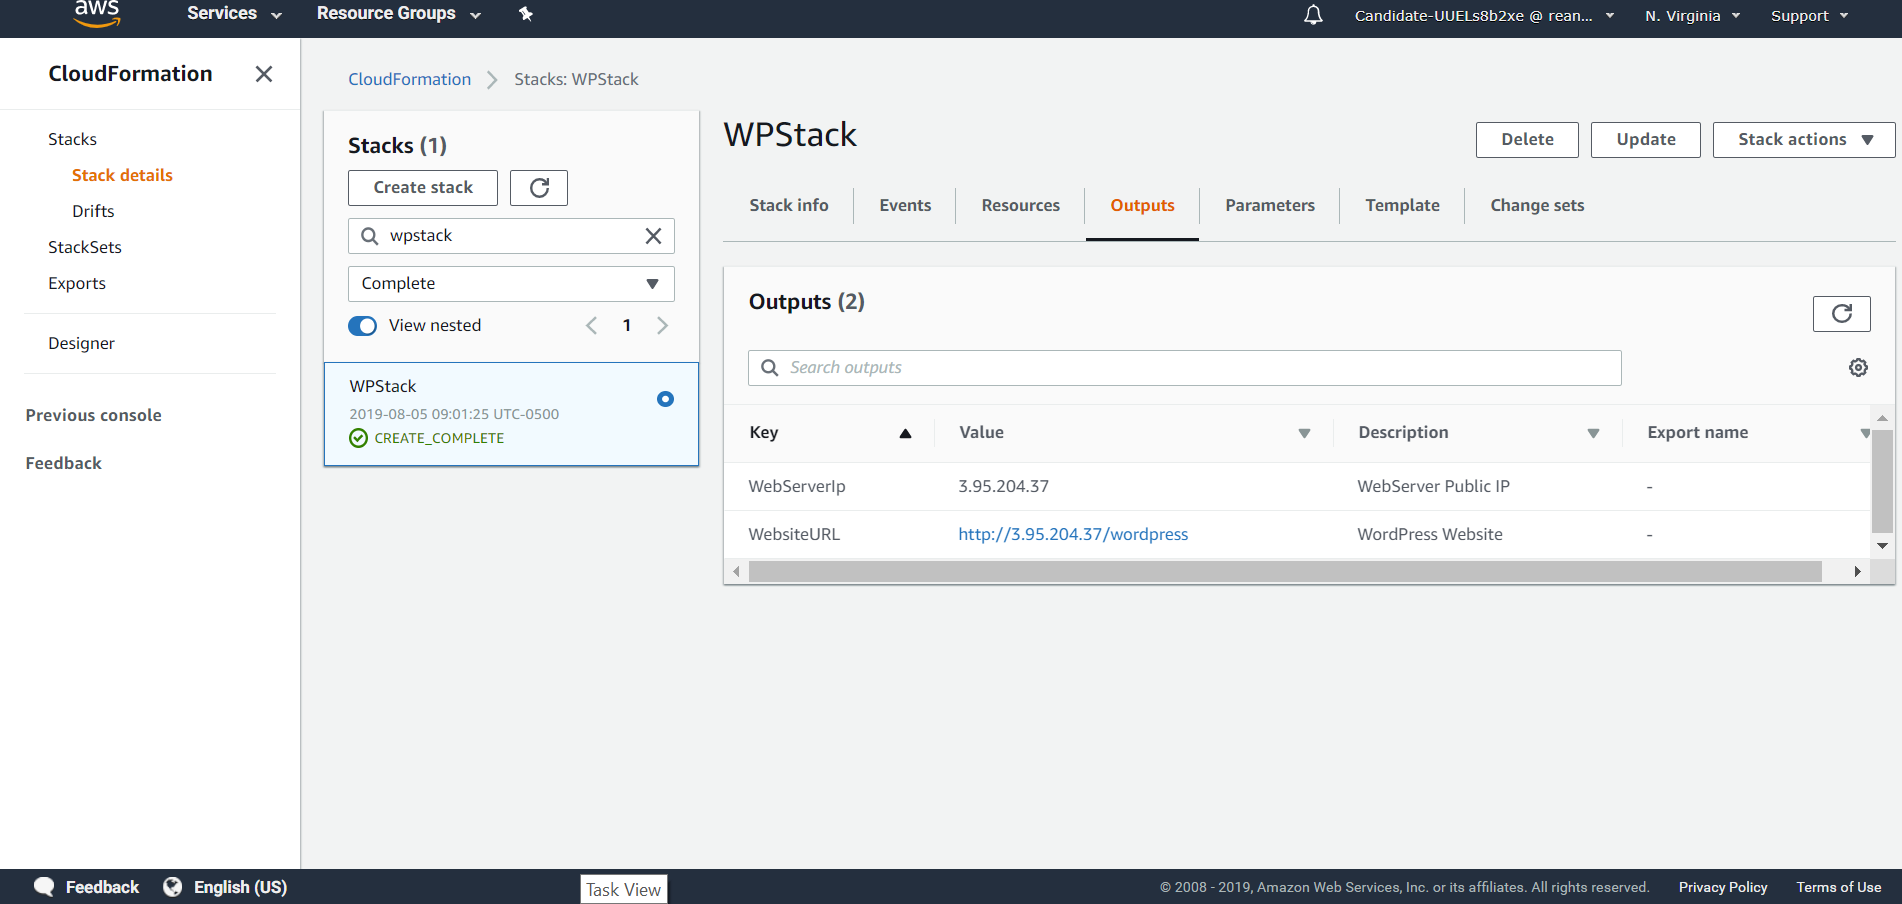 aws
Services
Resource Groups
Candidate-UUELs8b2xe @ rean...
N. Virginia
Support
CloudFormation
Stacks
Stack details
Drifts
StackSets
Exports
Designer
Previous console
Feedback
CloudFormation
Stacks: WPStack
Stacks (1)
Create stack
wpstack
Complete
View nested
1
WPStack
2019-08-05 09:01:25 UTC-0500
CREATE_COMPLETE
WPStack
Delete
Update
Stack actions
Stack info
Events
Resources
Outputs
Parameters
Template
Change sets
Outputs (2)
Search outputs
Key Value Description Export name
WebServerIp 3.95.204.37 WebServer Public IP -
WebsiteURL http://3.95.204.37/wordpress WordPress Website -
Feedback
English (US)
Task View
© 2008 - 2019, Amazon Web Services, Inc. or its affiliates. All rights reserved.
Privacy Policy
Terms of Use